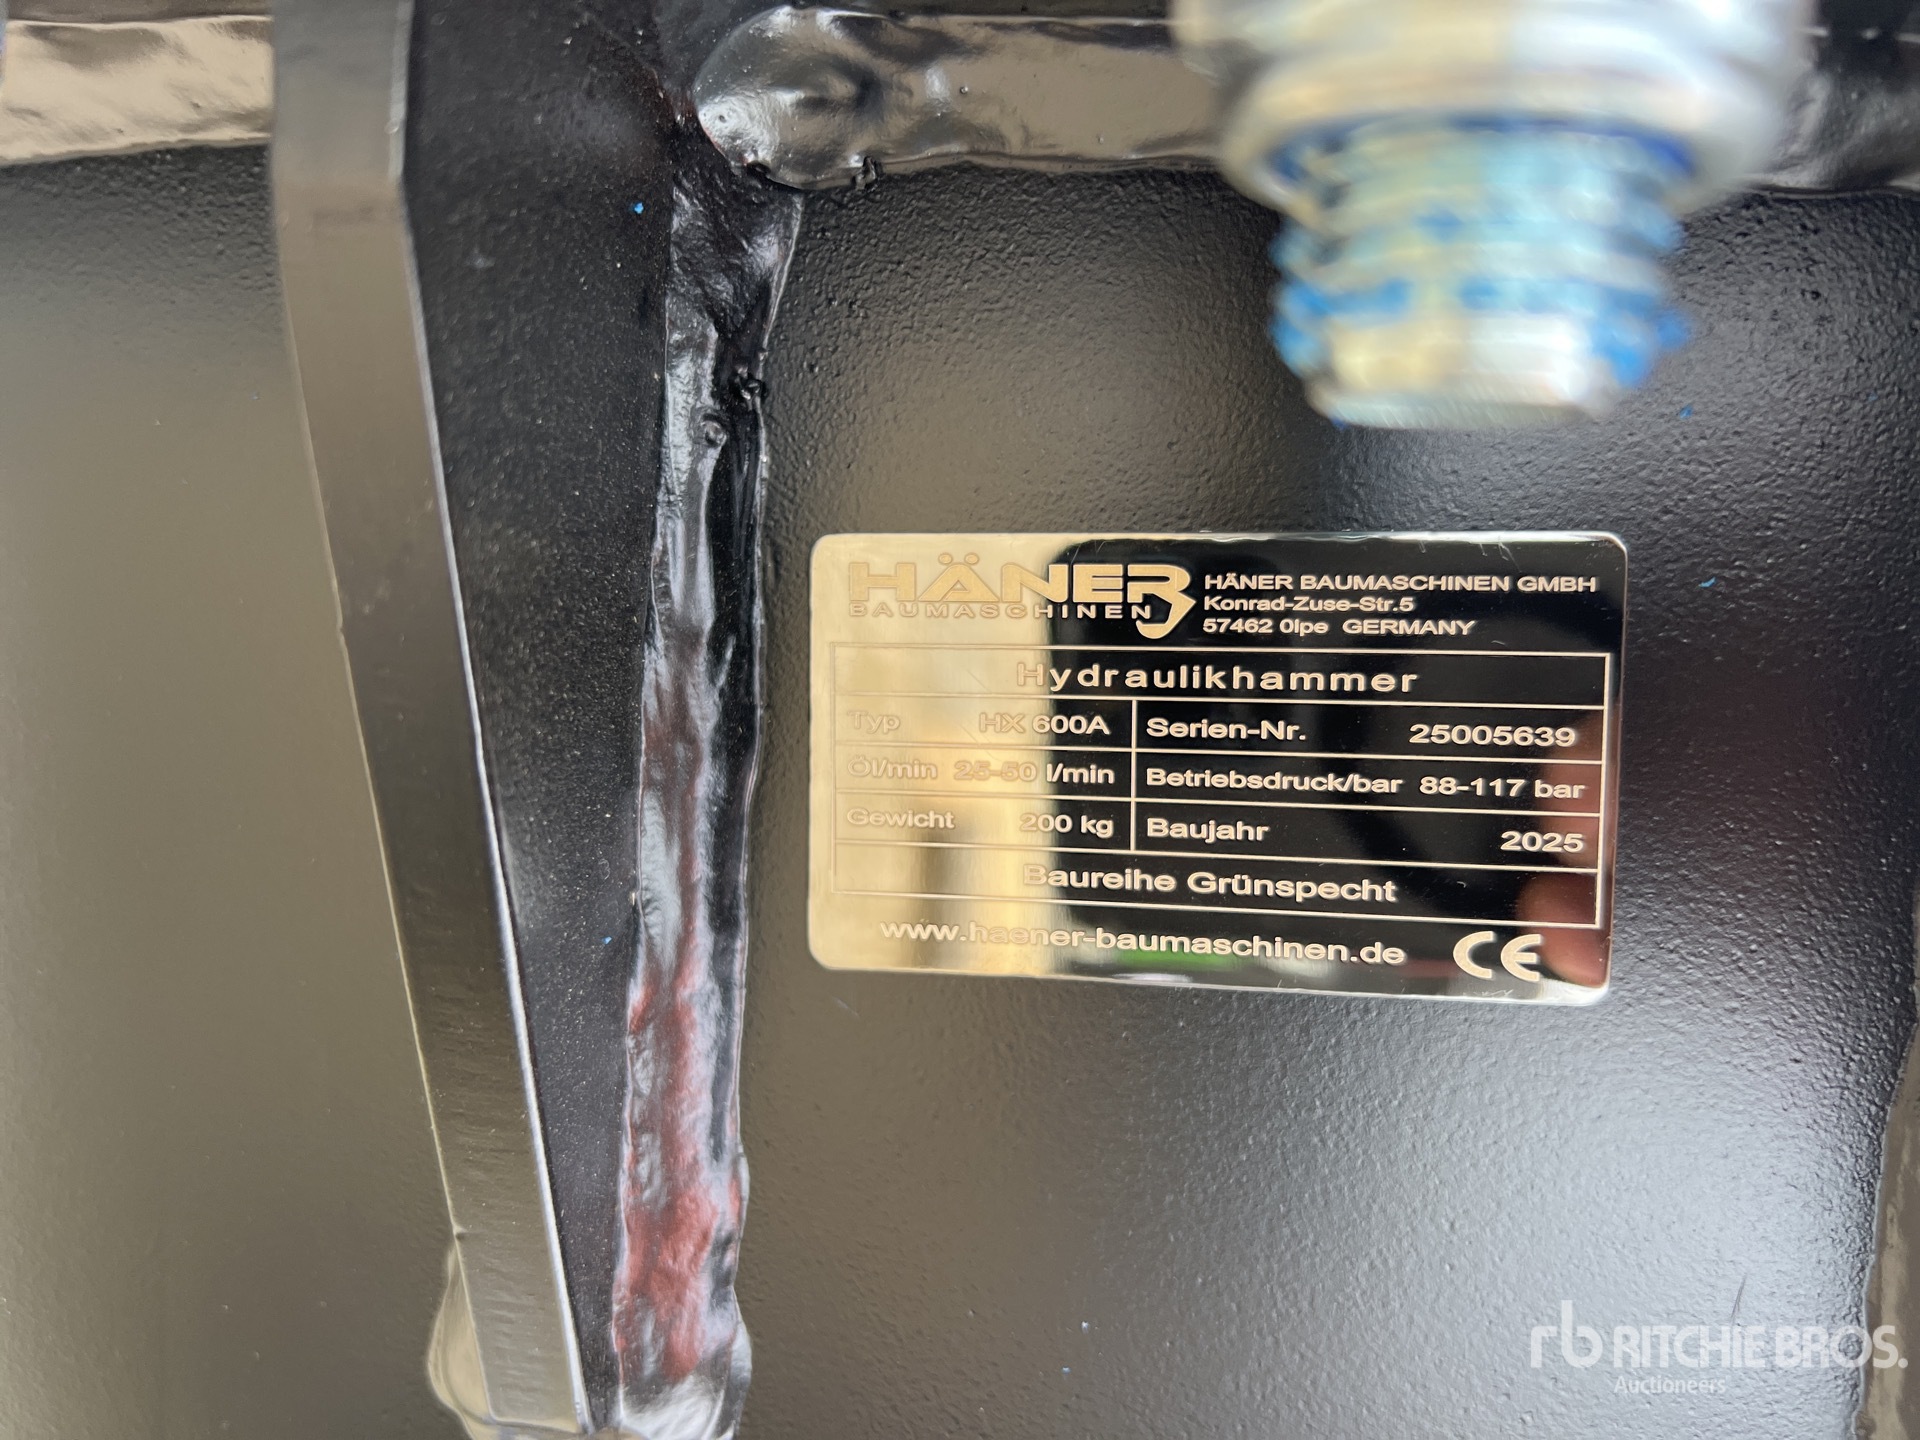 HÄNER
BAUMASCHINEN
HÄNER BAUMASCHINEN GMBH
Konrad-Zuse-Str.5
57462 Olpe GERMANY
Hydraulikhammer
Typ HX 600A Serien-Nr. 25005639
Öl/min 25-50 l/min Betriebsdruck/bar 88-117 bar
Gewicht 200 kg Baujahr 2025
Baureihe Grünspecht
www.haener-baumaschinen.de CE
rb RITCHIE BROS.
Auctioneers